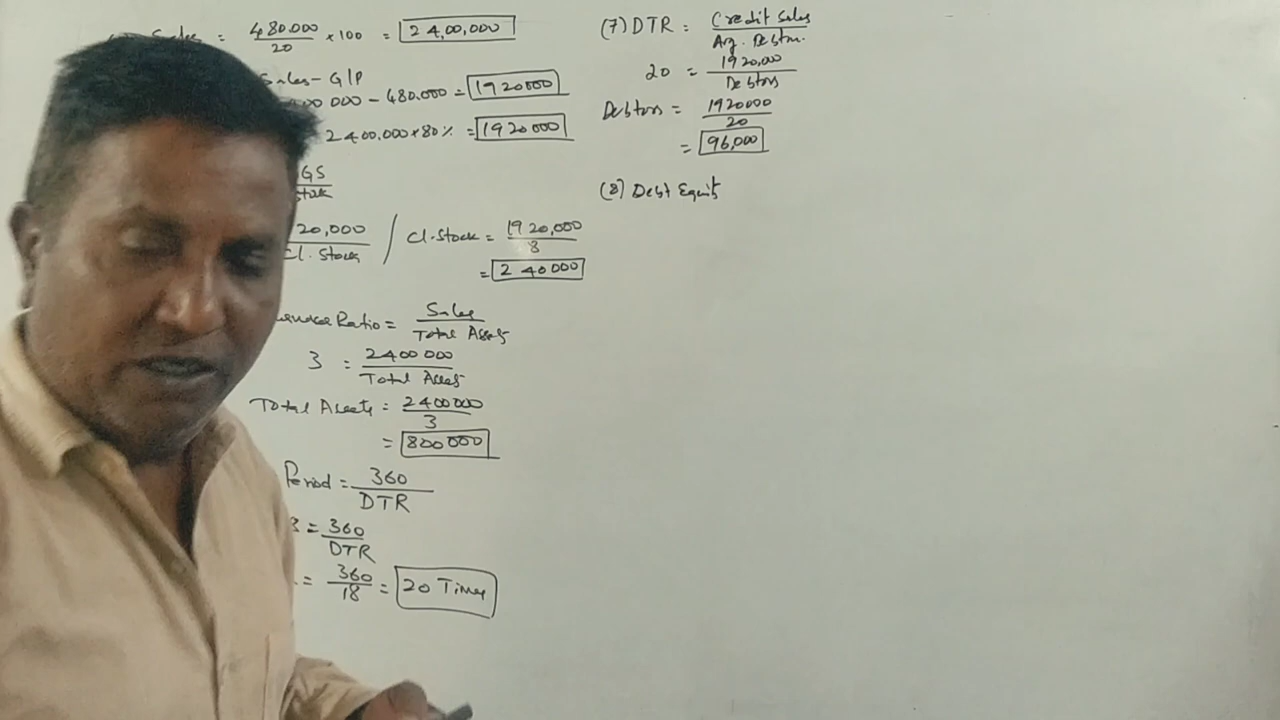 Sales = 480.000 / 20 × 100 = 24,00,000
Sales - G/P
00 000 - 480.000 = 1920000
2400,000 × 80% = 1920000
GS
20,000 / Cl. Stock / Cl. Stock = 1920,000 / 8
= 240000
Ratio = Sales / Total Assets
3 = 2400000 / Total Assets
Total Assets = 2400000 / 3
= 800000
Period = 360 / DTR
= 360 / DTR
= 360 / 18 = 20 Times
(7) DTR = Credit Sales / Avg. Debtors
20 = 1920,00 / Debtors
Debtors = 1920000 / 20
= 96,000
(8) Debt Equity